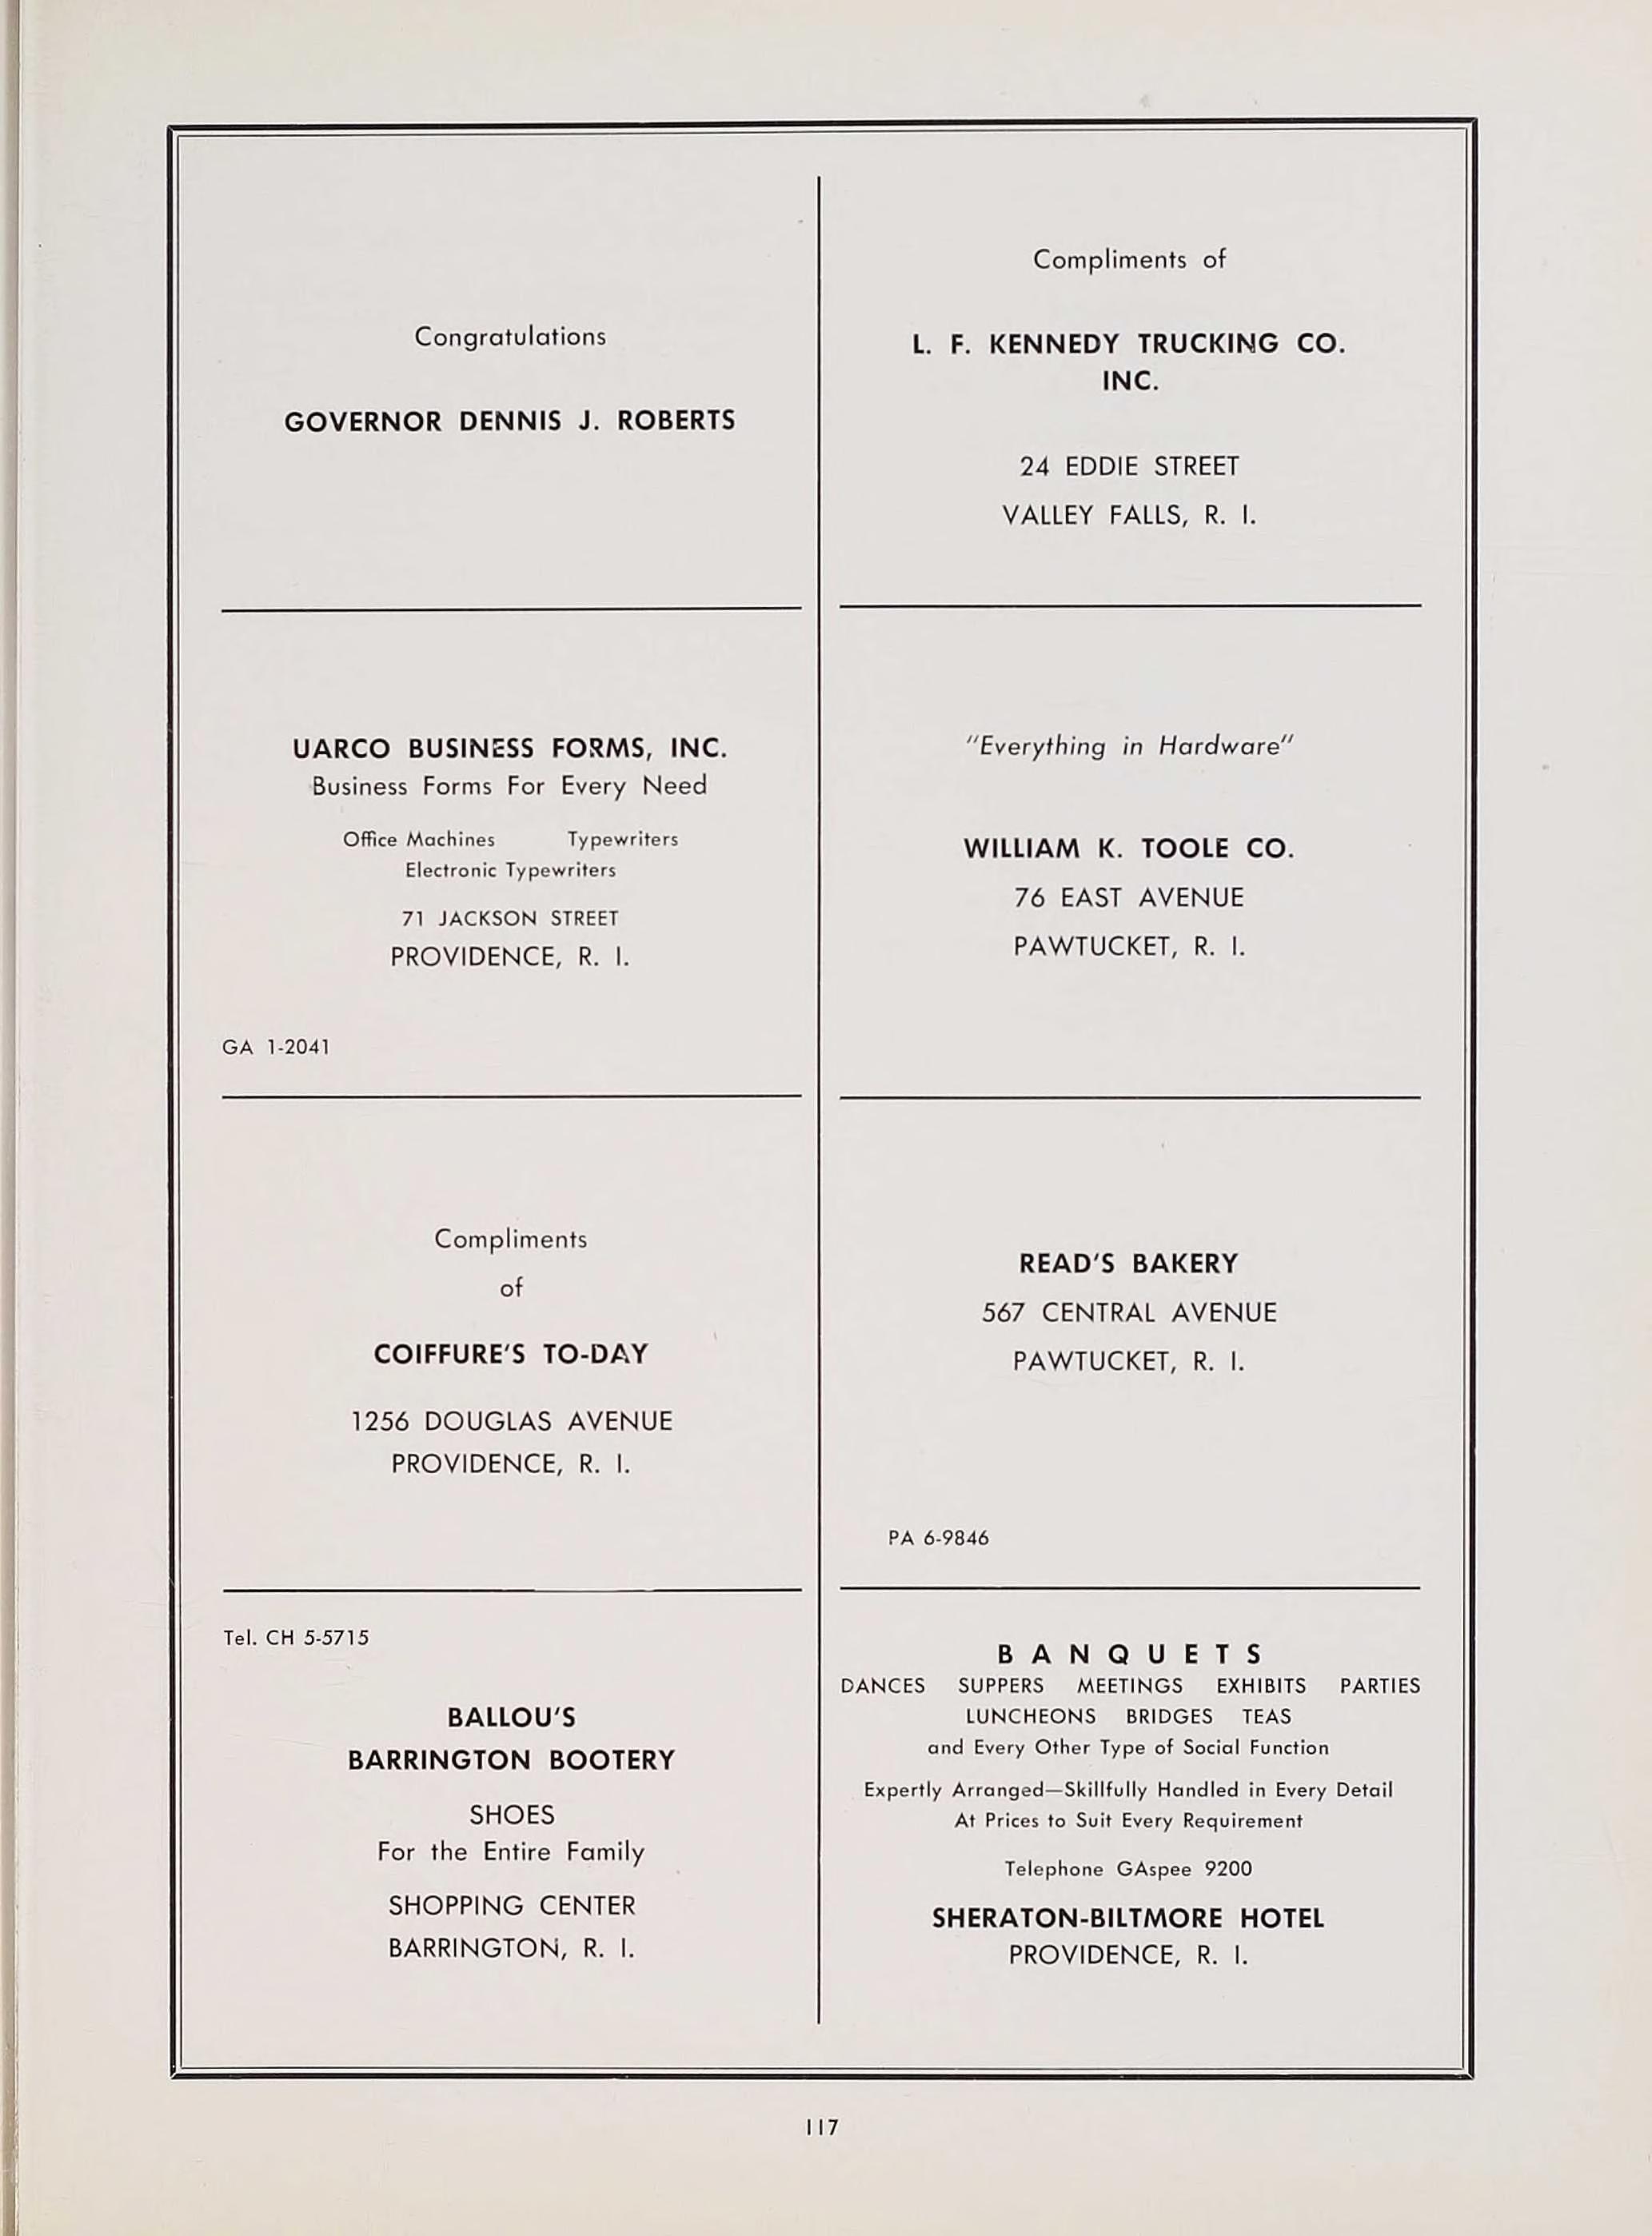 Congratulations
GOVERNOR DENNIS J. ROBERTS
UARCO BUSINESS FORMS, INC.
Business Forms For Every Need
Office Machines Typewriters
Electronic Typewriters
71 JACKSON STREET
PROVIDENCE, R. I.
GA 1-2041
Compliments
of
COIFFURE'S TO-DAY
1256 DOUGLAS AVENUE
PROVIDENCE, R. I.
Tel. CH 5-5715
BALLOU'S
BARRINGTON BOOTERY
SHOES
For the Entire Family
SHOPPING CENTER
BARRINGTON, R. I.
Compliments of
L. F. KENNEDY TRUCKING CO.
INC.
24 EDDIE STREET
VALLEY FALLS, R. I.
"Everything in Hardware"
WILLIAM K. TOOLE CO.
76 EAST AVENUE
PAWTUCKET, R. I.
READ'S BAKERY
567 CENTRAL AVENUE
PAWTUCKET, R. I.
PA 6-9846
BANQUETS
DANCES SUPPERS MEETINGS EXHIBITS PARTIES
LUNCHEONS BRIDGES TEAS
and Every Other Type of Social Function
Expertly Arranged—Skillfully Handled in Every Detail
At Prices to Suit Every Requirement
Telephone GAspee 9200
SHERATON-BILTMORE HOTEL
PROVIDENCE, R. I.
117